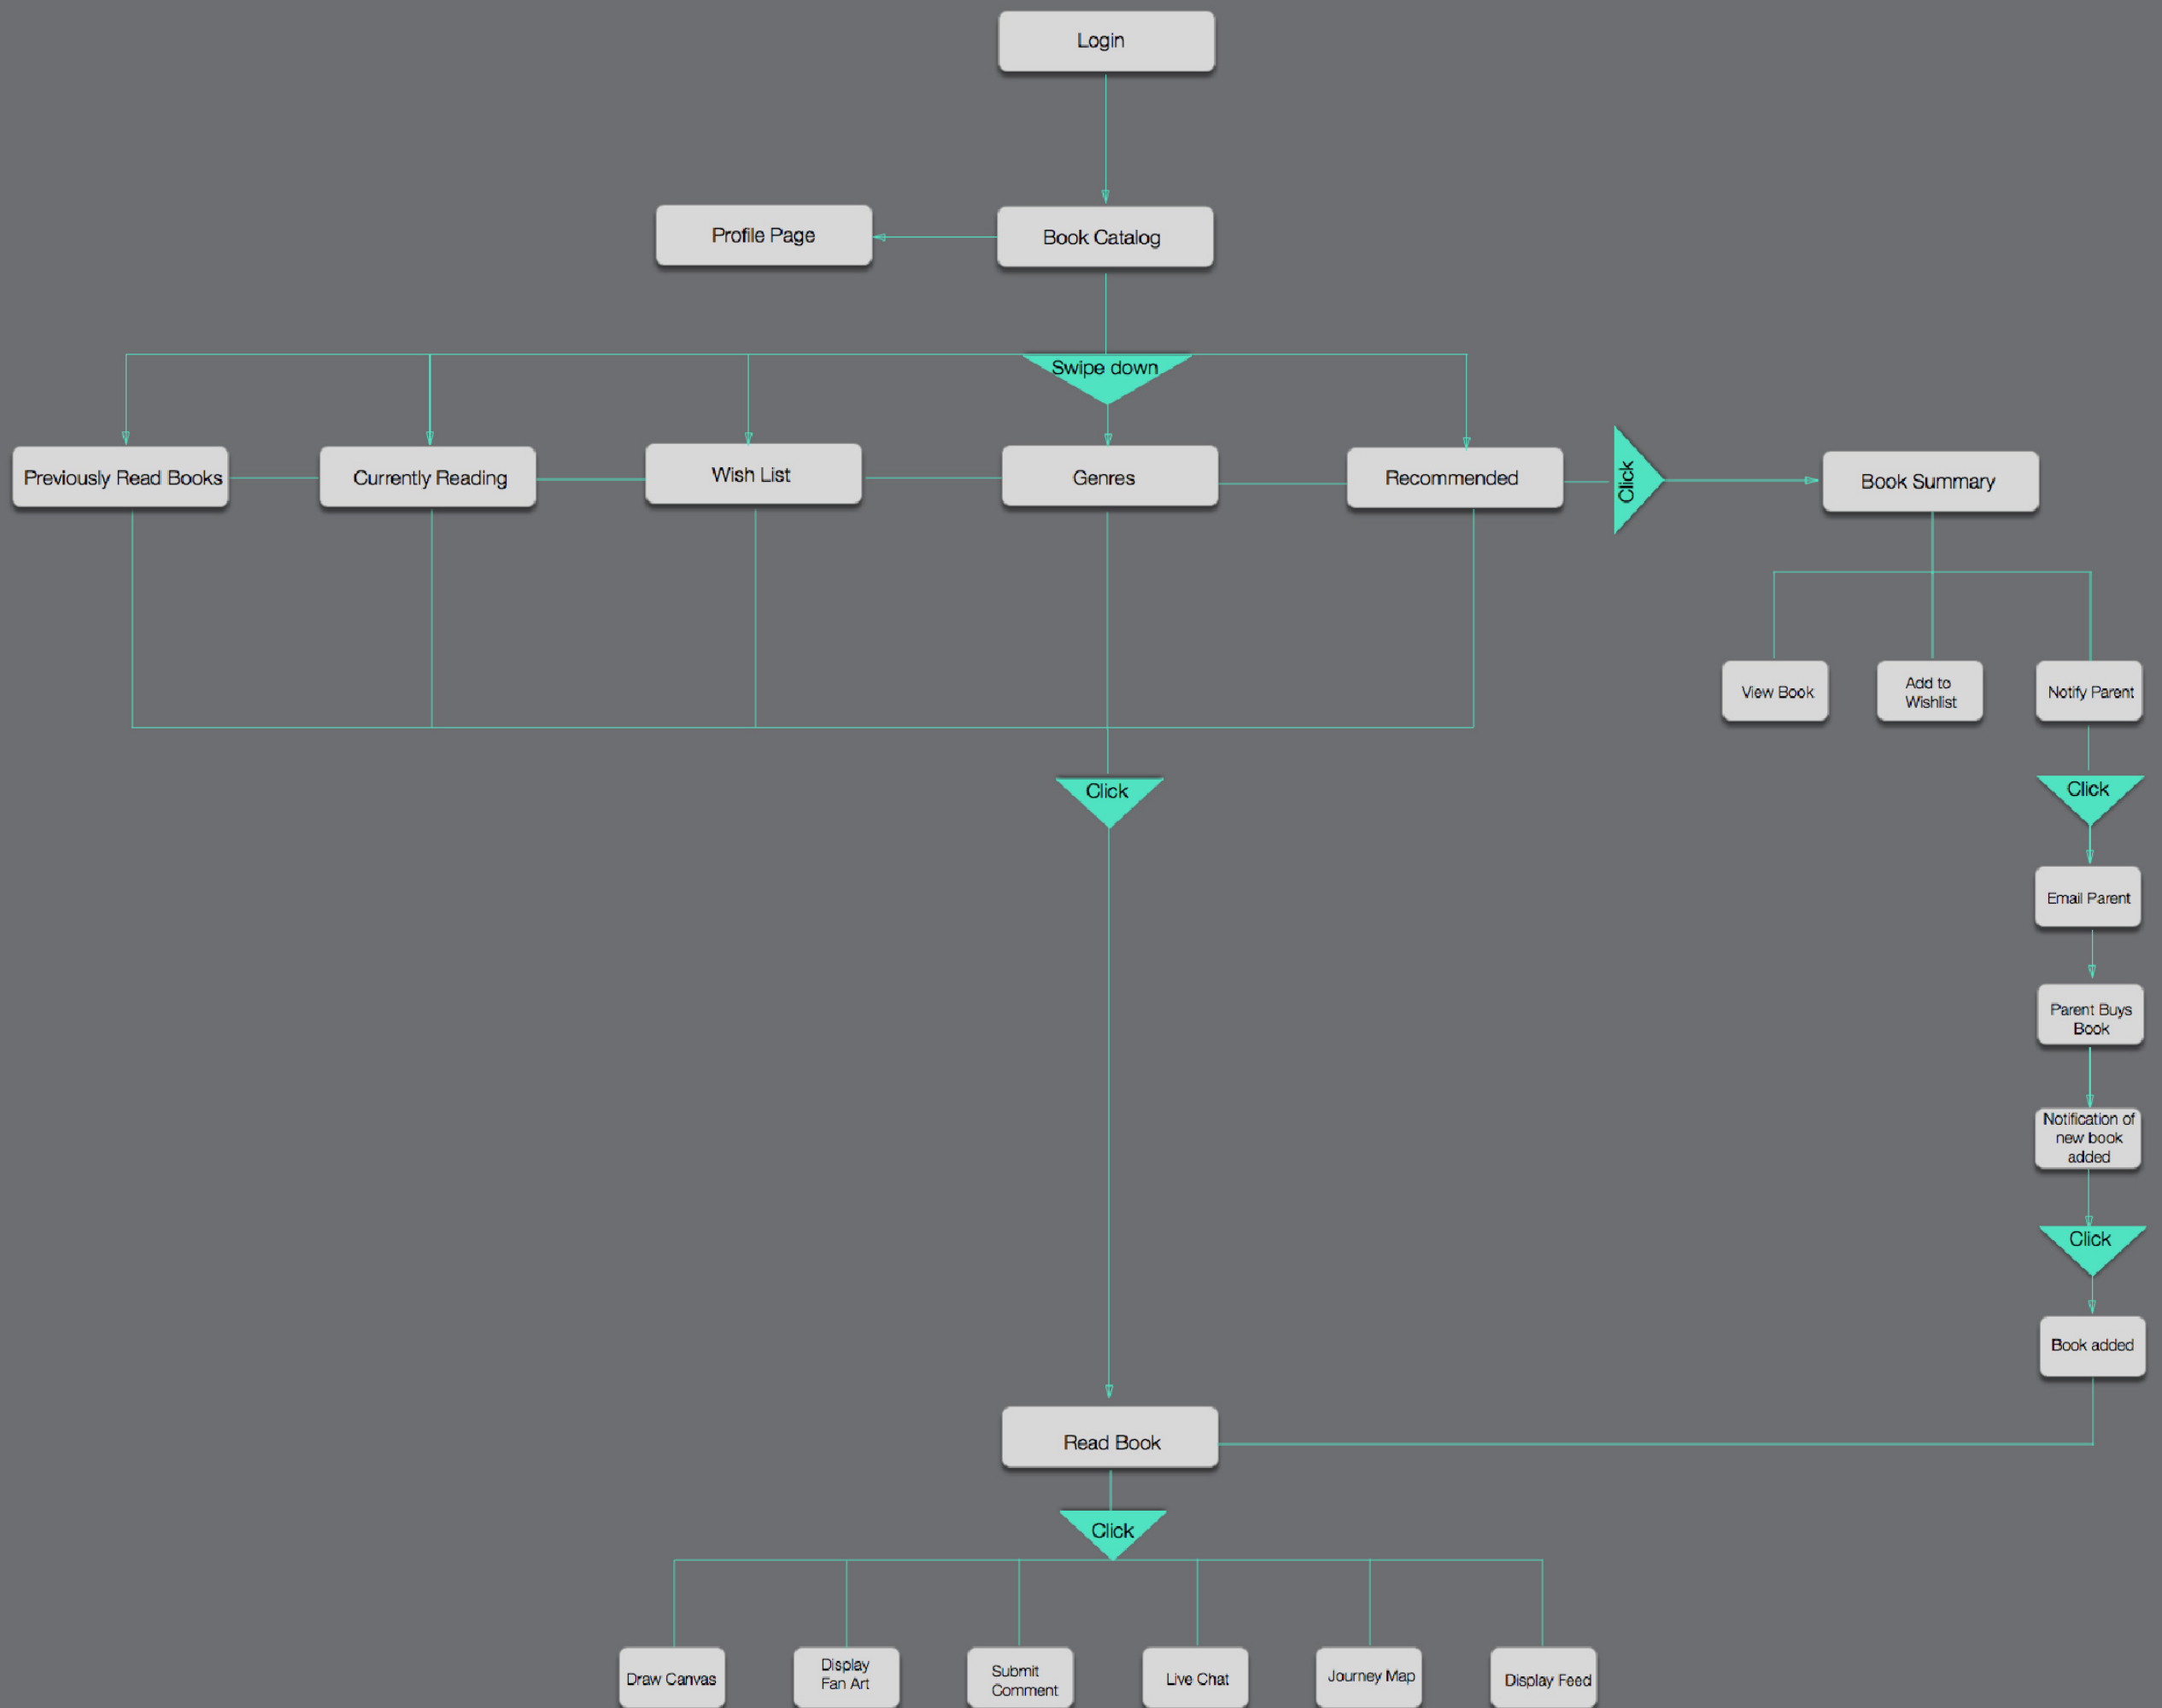 Login
Profile Page
Book Catalog
Swipe down
Previously Read Books
Currently Reading
Wish List
Genres
Recommended
Click
Book Summary
View Book
Add to
Wishlist
Notify Parent
Click
Click
Email Parent
Parent Buys
Book
Notification of
new book
added
Click
Book added
Read Book
Click
Draw Canvas
Display
Fan Art
Submit
Comment
Live Chat
Journey Map
Display Feed